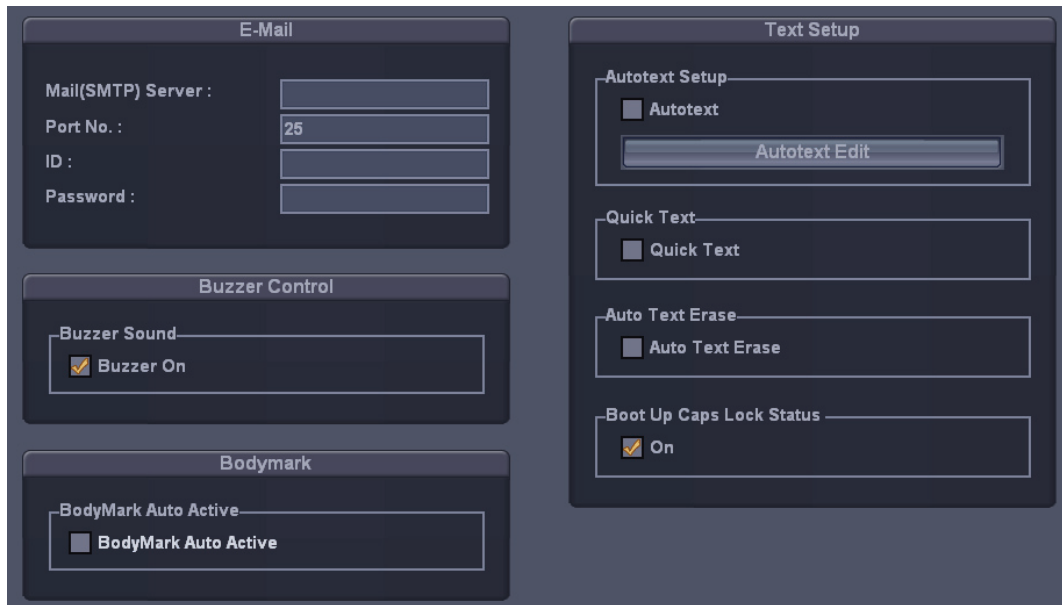 E-Mail
Mail(SMTP) Server :
Port No. :
25
ID :
Password :
Buzzer Control
Buzzer Sound
Buzzer On
Bodymark
BodyMark Auto Active
BodyMark Auto Active
Text Setup
Autotext Setup
Autotext
Autotext Edit
Quick Text
Quick Text
Auto Text Erase
Auto Text Erase
Boot Up Caps Lock Status
On